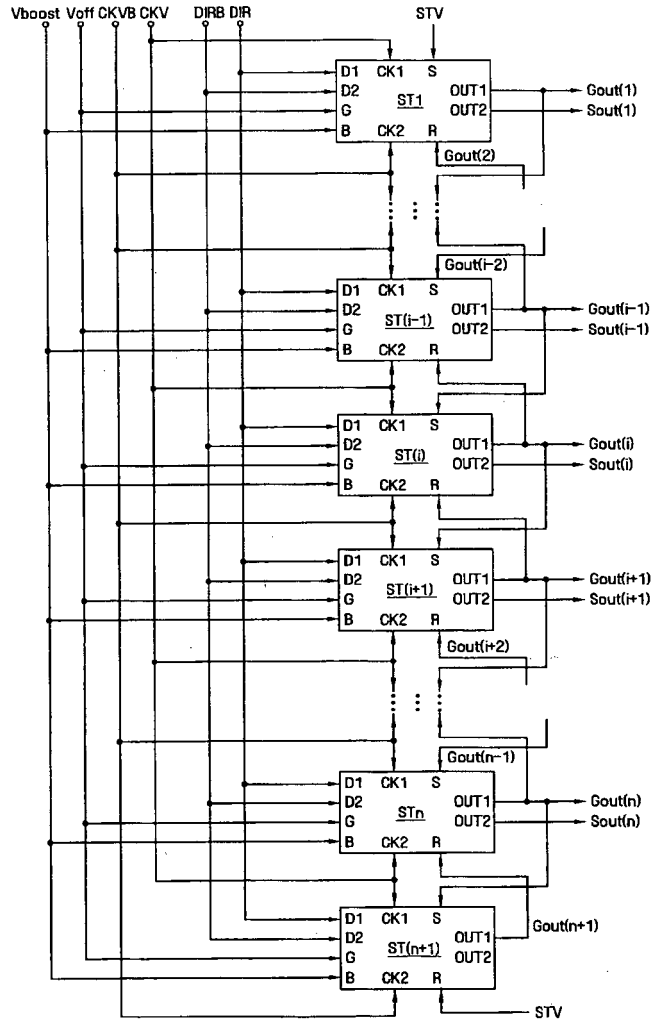 Vboost Voff CKVB CKV DIRB DIR STV
D1 CK1 S
D2 OUT1 Gout(1)
ST1
G OUT2 Sout(1)
B CK2 R
Gout(2)
Gout(i-2)
D1 CK1 S
D2 OUT1 Gout(i-1)
ST(i-1)
G OUT2 Sout(i-1)
B CK2 R
D1 CK1 S
D2 OUT1 Gout(i)
ST(i)
G OUT2 Sout(i)
B CK2 R
D1 CK1 S
D2 OUT1 Gout(i+1)
ST(i+1)
G OUT2 Sout(i+1)
B CK2 R
Gout(i+2)
Gout(n-1)
D1 CK1 S
D2 OUT1 Gout(n)
STn
G OUT2 Sout(n)
B CK2 R
D1 CK1 S
Gout(n+1)
D2 OUT1
ST(n+1)
G OUT2
B CK2 R
STV